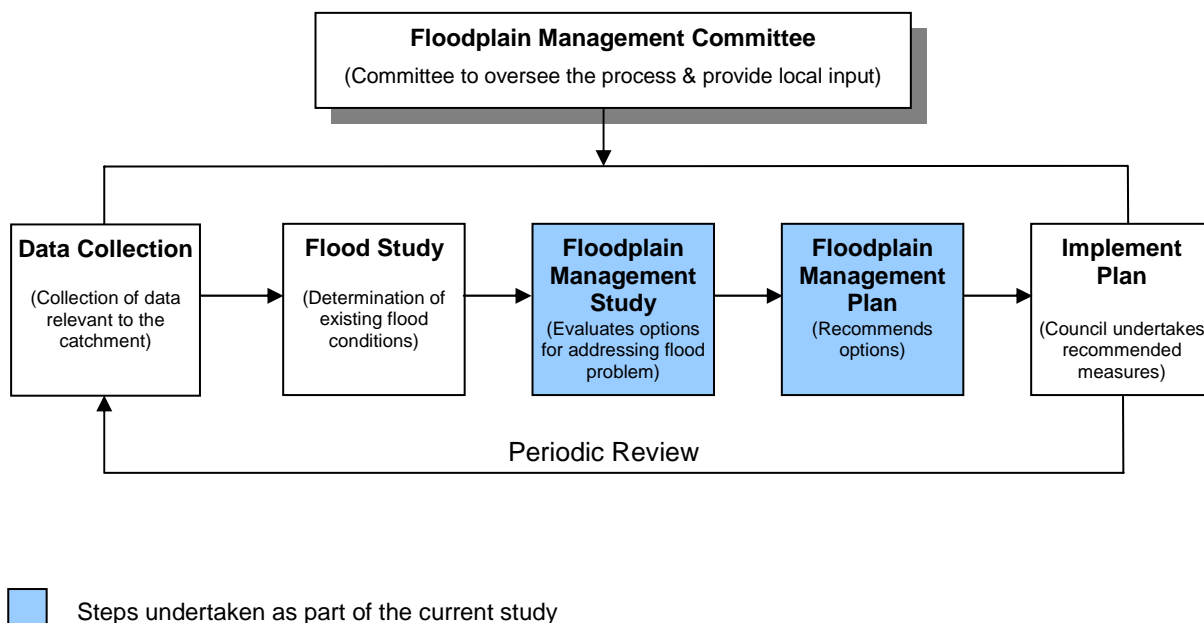 Floodplain Management Committee
(Committee to oversee the process & provide local input)
Data Collection
(Collection of data
relevant to the
catchment)
Flood Study
(Determination of
existing flood
conditions)
Floodplain
Management
Study
(Evaluates options
for addressing flood
problem)
Floodplain
Management
Plan
(Recommends
options)
Implement
Plan
(Council undertakes
recommended
measures)
Periodic Review
Steps undertaken as part of the current study